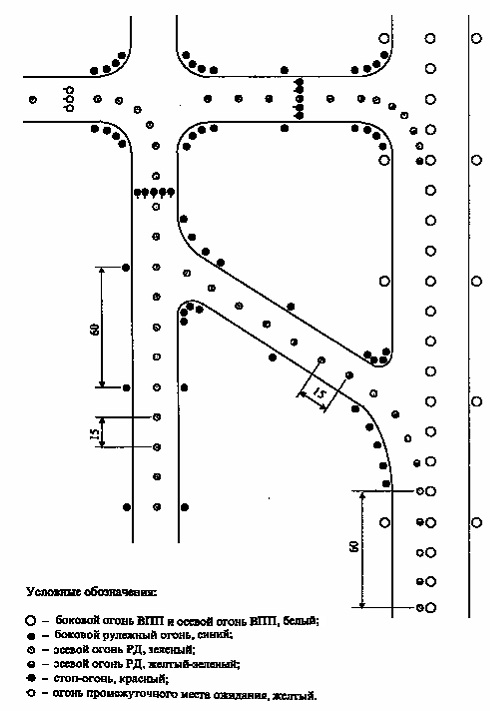 60
15
15
60
Условные обозначения:
– боковой огонь ВПП и осевой огонь ВПП, белый;
– боковой рулежный огонь, синий;
– осевой огонь РД, зеленый;
– осевой огонь РД, желтый-зеленый;
– стоп-огонь, красный;
– огонь промежуточного места ожидания, желтый.